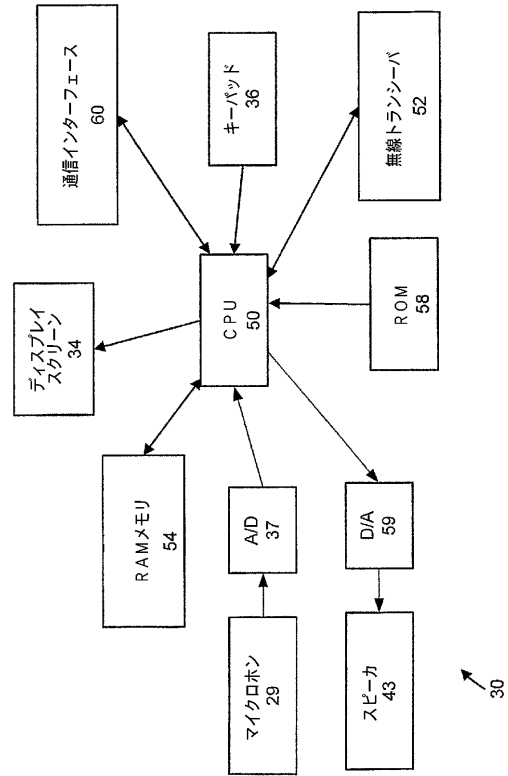 ディスプレイ
スクリーン
34
通信インターフェース
60
RAMメモリ
54
CPU
50
キーパッド
36
マイクロホン
29
A/D
37
スピーカ
43
D/A
59
ROM
58
無線トランシーバ
52
30